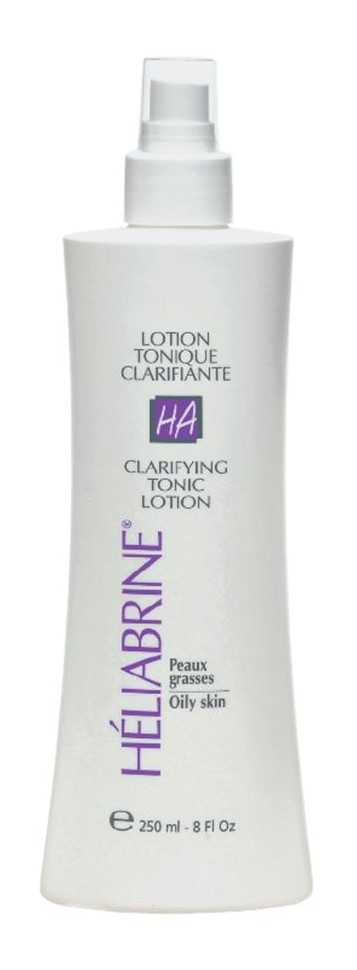 LOTION
TONIQUE
CLARIFIANTE
HA
CLARIFYING
TONIC
LOTION
HÉLIABRINE®
Peaux
grasses
Oily skin
℮ 250 ml - 8 Fl Oz